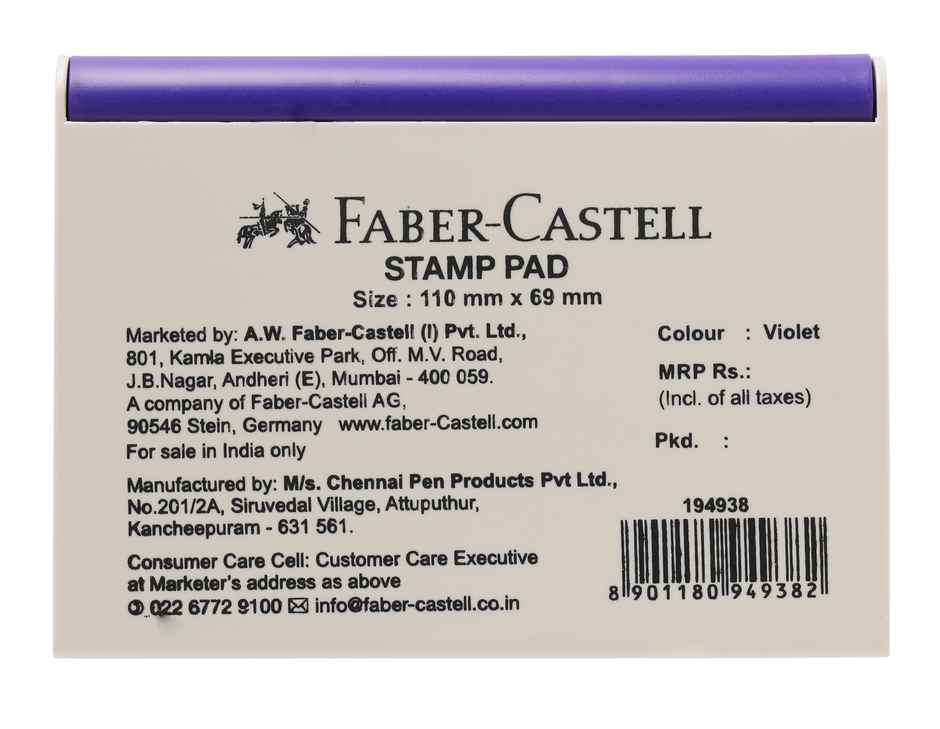 FABER-CASTELL
STAMP PAD
Size : 110 mm x 69 mm
Marketed by: A.W. Faber-Castell (I) Pvt. Ltd.,
801, Kamla Executive Park, Off. M.V. Road,
J.B.Nagar, Andheri (E), Mumbai - 400 059.
A company of Faber-Castell AG,
90546 Stein, Germany www.faber-Castell.com
For sale in India only
Manufactured by: M/s. Chennai Pen Products Pvt Ltd.,
No.201/2A, Siruvedal Village, Attuputhur,
Kancheepuram - 631 561.
Consumer Care Cell: Customer Care Executive
at Marketer's address as above
022 6772 9100 info@faber-castell.co.in
Colour : Violet
MRP Rs.:
(Incl. of all taxes)
Pkd. :
194938
8 901180 949382